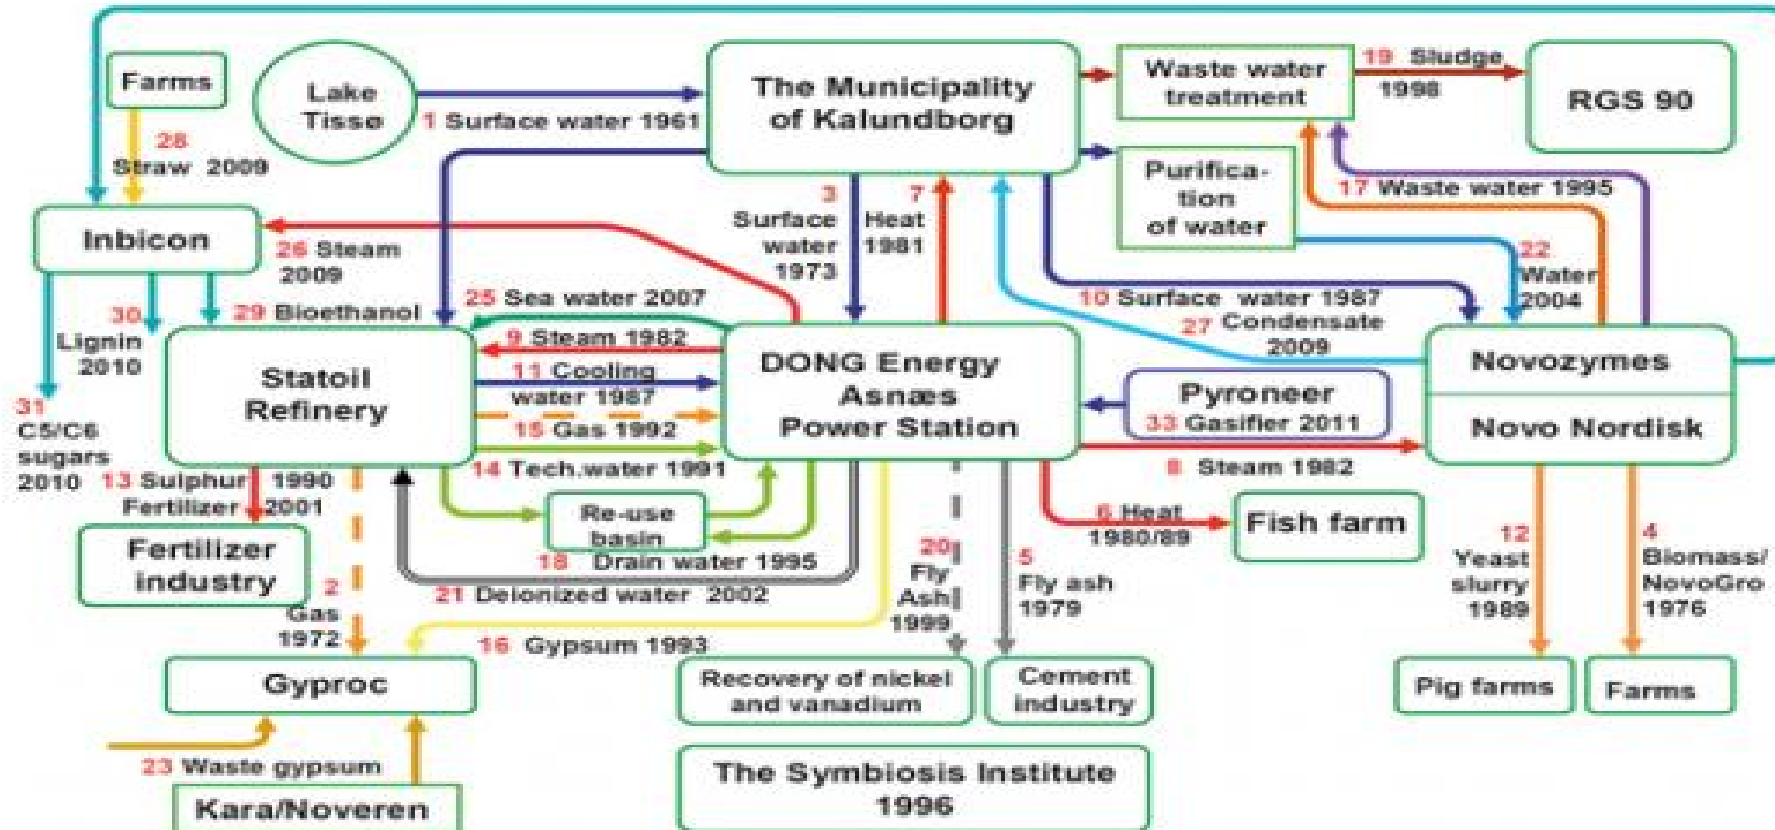 Farms
Lake
Tissø
The Municipality
of Kalundborg
Waste water
treatment
19 Sludge
1998
RGS 90
1 Surface water 1961
28
Straw 2009
Purifica-
tion
of water
17 Waste water 1995
Inbicon
26 Steam
2009
3
Surface
water
1973
7
Heat
1981
22
Water
2004
25 Sea water 2007
10 Surface water 1987
27 Condensate
2009
30
Lignin
2010
29 Bioethanol
9 Steam 1982
Statoil
Refinery
11 Cooling
water 1987
DONG Energy
Asnæs
Power Station
Pyroneer
33 Gasifier 2011
Novozymes
Novo Nordisk
31
C5/C6
sugars
2010
15 Gas 1992
14 Tech.water 1991
8 Steam 1982
13 Sulphur 1990
Fertilizer 2001
Re-use
basin
6 Heat
1980/89
Fish farm
Fertilizer
industry
18 Drain water 1995
20
Fly
Ash
1999
5
Fly ash
1979
12
Yeast
slurry
1989
4
Biomass/
NovoGro
1976
2
Gas
1972
21 Deionized water 2002
16 Gypsum 1993
Gyproc
Recovery of nickel
and vanadium
Cement
industry
Pig farms
Farms
23 Waste gypsum
Kara/Noveren
The Symbiosis Institute
1996